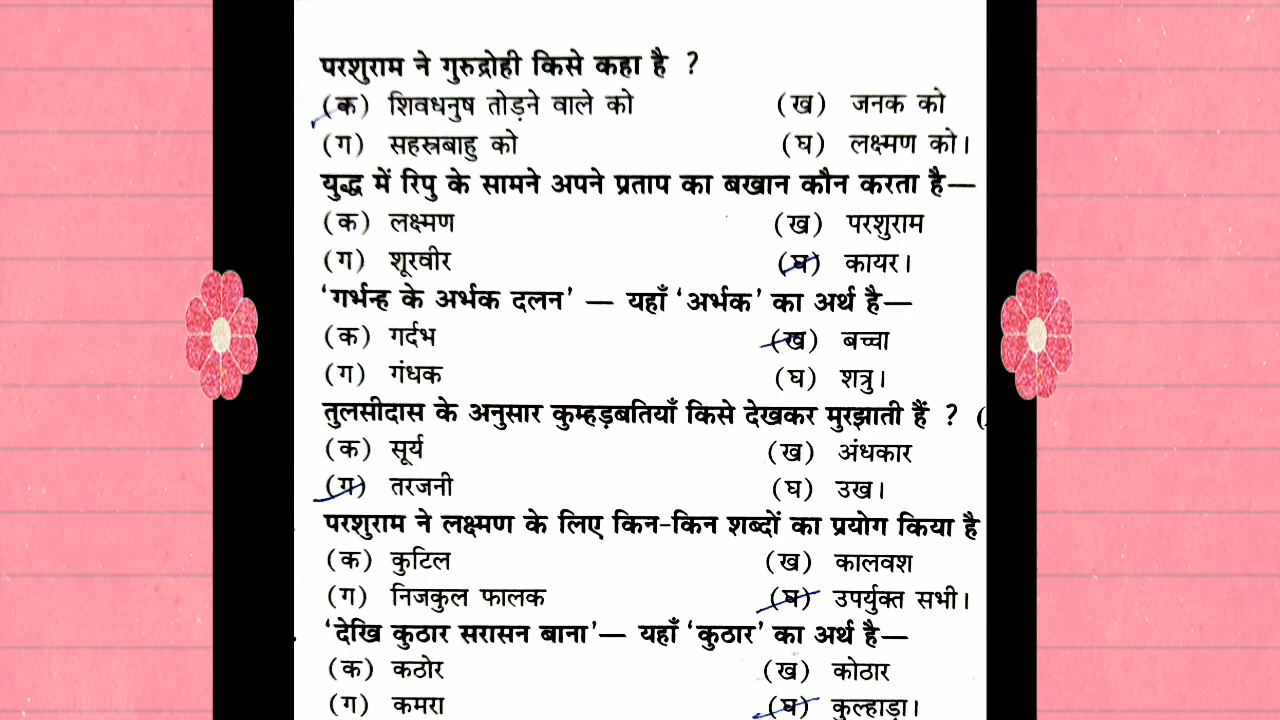 परशुराम ने गुरुद्रोही किसे कहा है ?
(क) शिवधनुष तोड़ने वाले को (ख) जनक को
(ग) सहस्रबाहु को (घ) लक्ष्मण को।
युद्ध में रिपु के सामने अपने प्रताप का बखान कौन करता है—
(क) लक्ष्मण (ख) परशुराम
(ग) शूरवीर (घ) कायर।
‘गर्भन्ह के अर्भक दलन’ — यहाँ ‘अर्भक’ का अर्थ है—
(क) गर्दभ (ख) बच्चा
(ग) गंधक (घ) शत्रु।
तुलसीदास के अनुसार कुम्हड़बतियाँ किसे देखकर मुरझाती हैं ? (
(क) सूर्य (ख) अंधकार
(ग) तरजनी (घ) उख।
परशुराम ने लक्ष्मण के लिए किन-किन शब्दों का प्रयोग किया है
(क) कुटिल (ख) कालवश
(ग) निजकुल फालक (घ) उपर्युक्त सभी।
‘देखि कुठार सरासन बाना’— यहाँ ‘कुठार’ का अर्थ है—
(क) कठोर (ख) कोठार
(ग) कमरा (घ) कुल्हाड़ा।